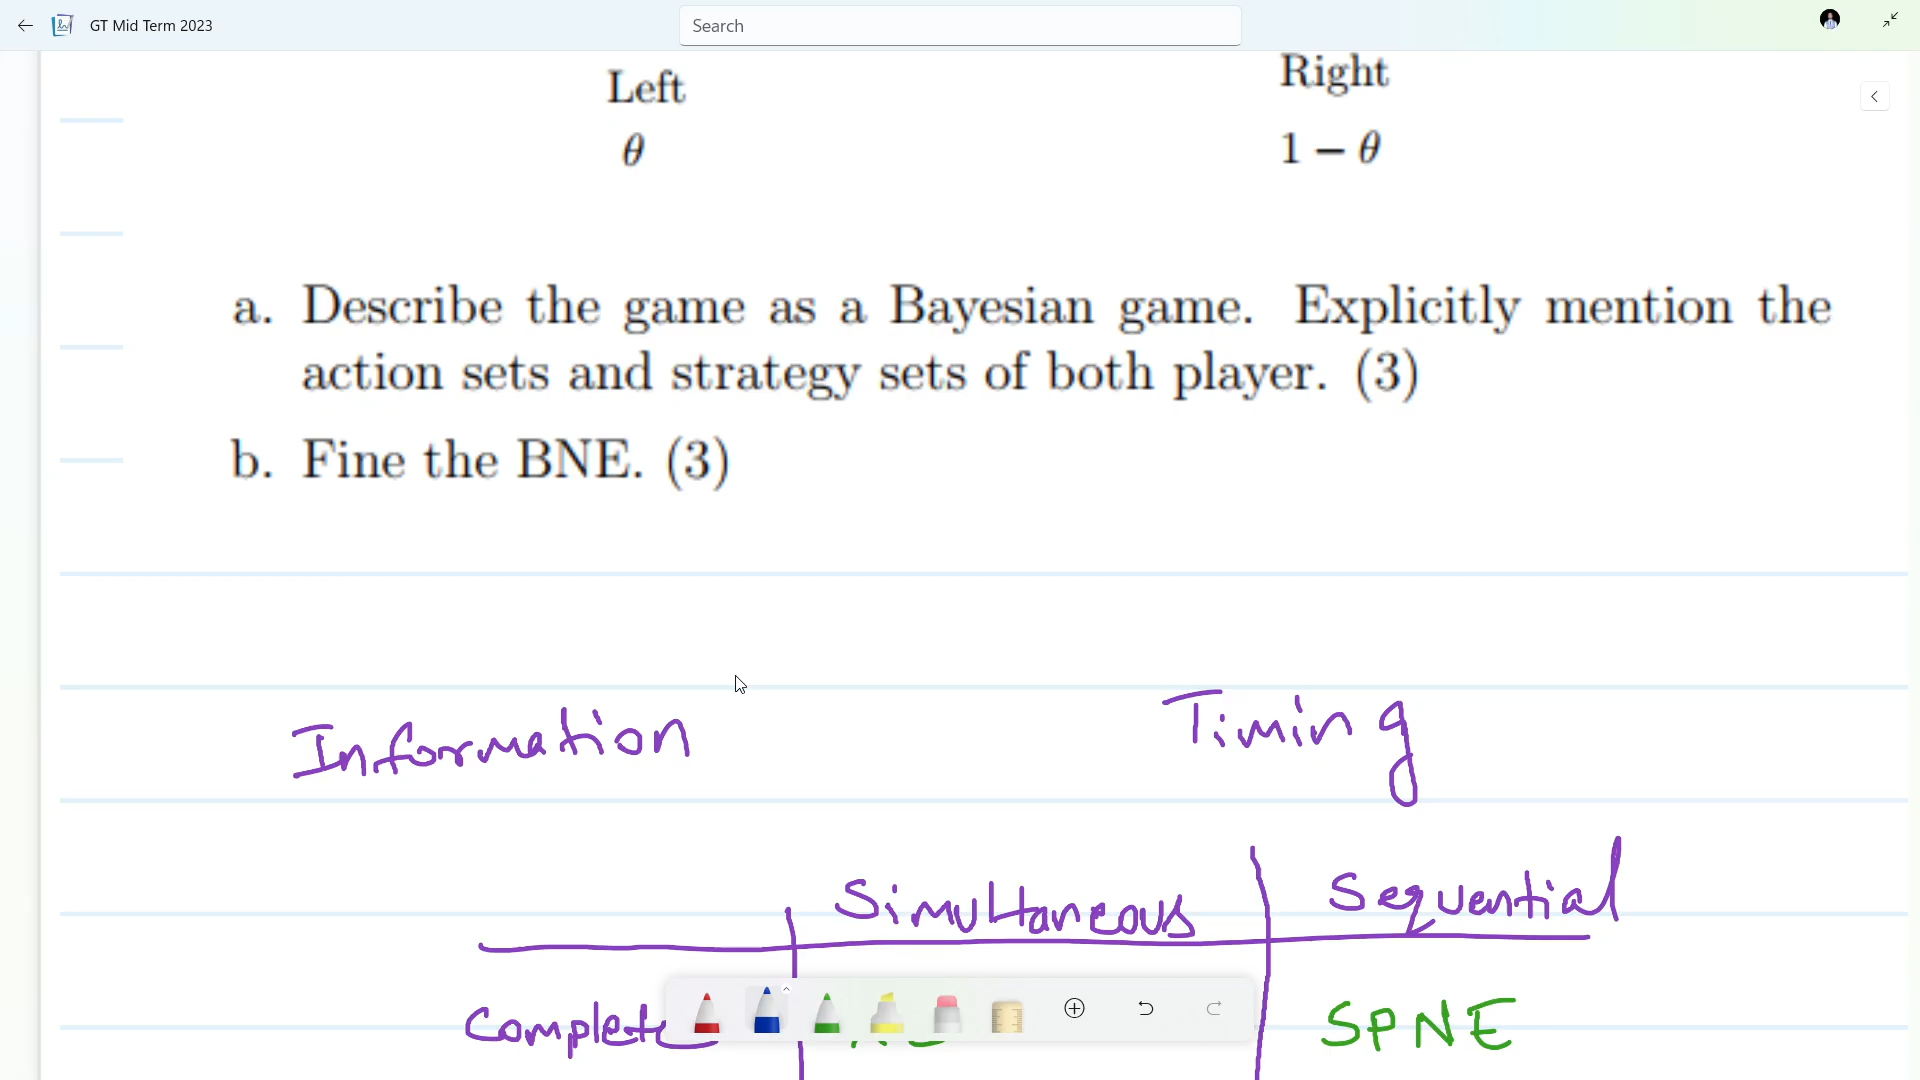 GT Mid Term 2023
Search
Left Right
θ 1 − θ
a. Describe the game as a Bayesian game. Explicitly mention the
action sets and strategy sets of both player. (3)
b. Fine the BNE. (3)
Information Timing
Simultaneous Sequential
Complete SPNE